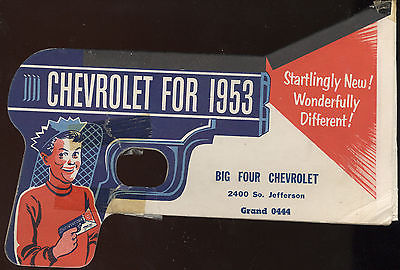 CHEVROLET FOR 1953
Startlingly New!
Wonderfully
Different!
BIG FOUR CHEVROLET
2400 So. Jefferson
Grand 0444